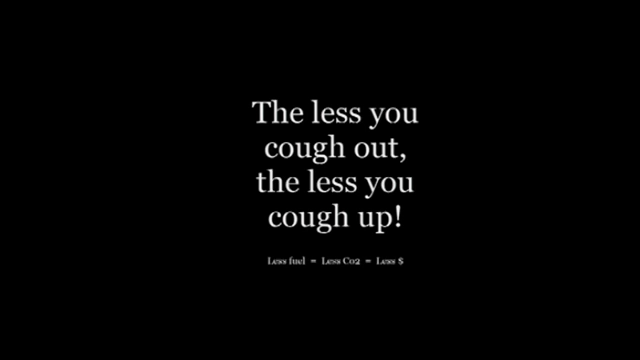 The less you
cough out,
the less you
cough up!
Less fuel = Less Co2 = Less $